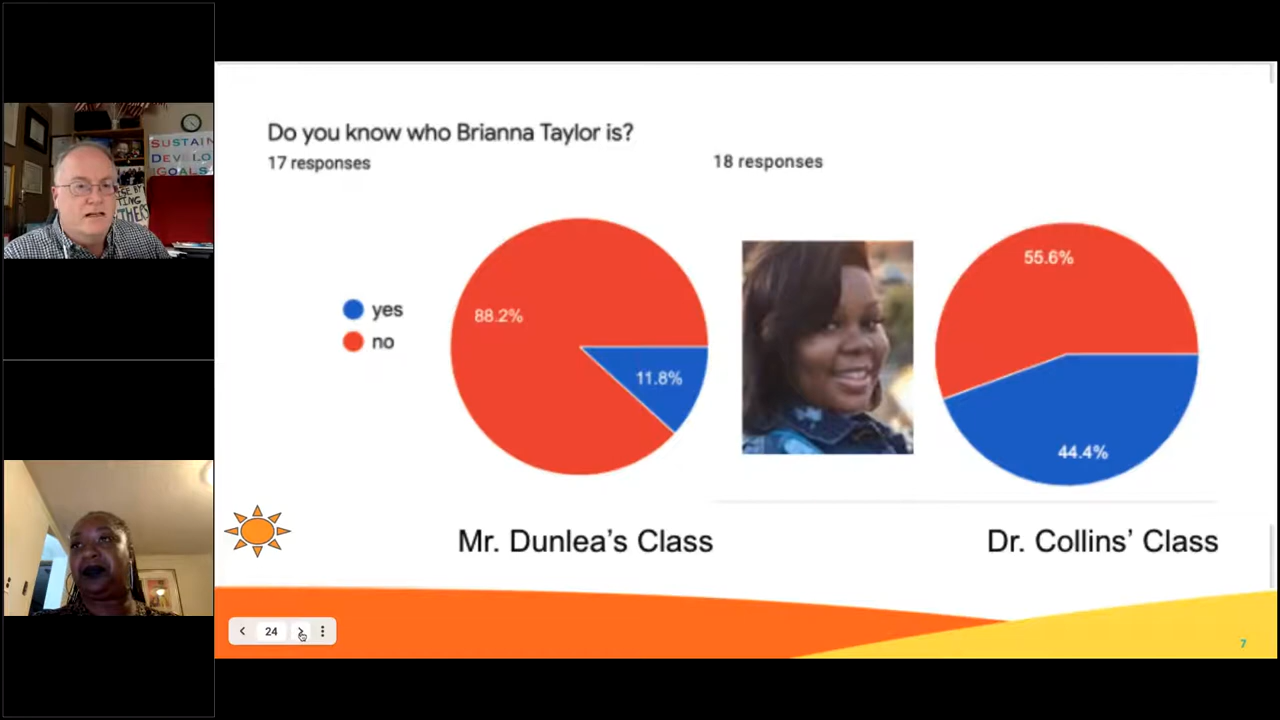 SUSTAIN
DEVELO
GOALS
Do you know who Brianna Taylor is?
17 responses
18 responses
yes
no
88.2%
11.8%
55.6%
44.4%
Mr. Dunlea's Class
Dr. Collins' Class
24
7